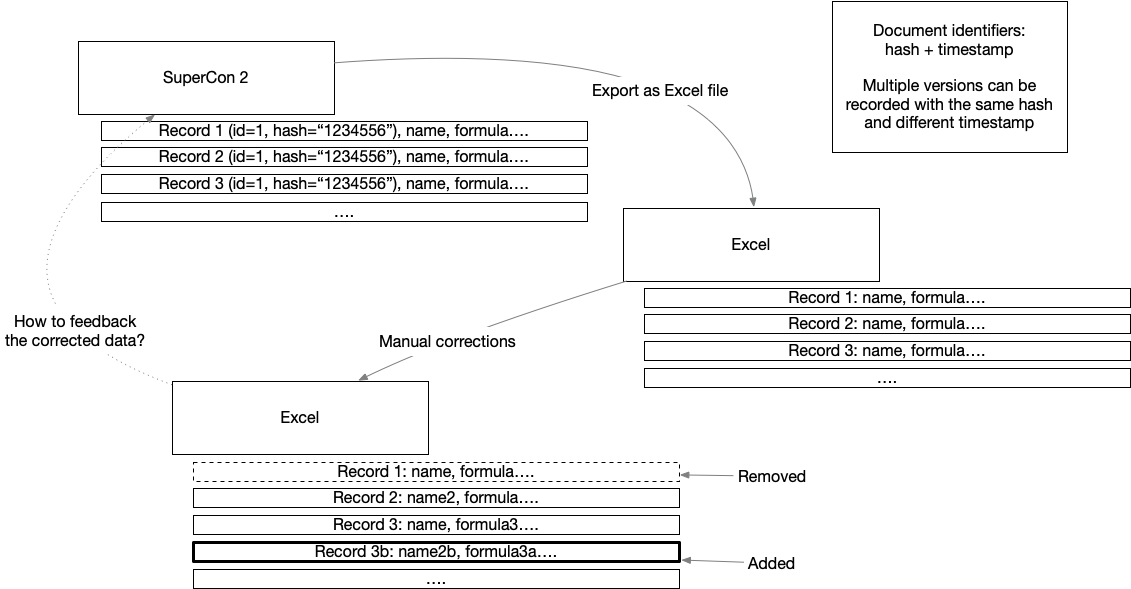 Document identifiers:
hash + timestamp
Multiple versions can be
recorded with the same hash
and different timestamp
SuperCon 2
Export as Excel file
Record 1 (id=1, hash=“1234556”), name, formula….
Record 2 (id=1, hash=“1234556”), name, formula….
Record 3 (id=1, hash=“1234556”), name, formula….
….
Excel
Record 1: name, formula….
Record 2: name, formula….
Record 3: name, formula….
….
How to feedback
the corrected data?
Manual corrections
Excel
Record 1: name, formula….
Removed
Record 2: name2, formula….
Record 3: name, formula3….
Record 3b: name2b, formula3a….
Added
….